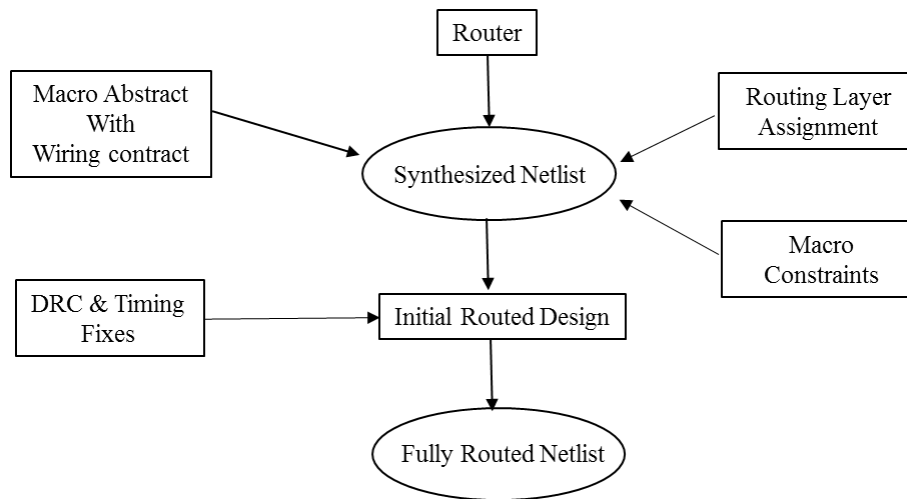 Router
Macro Abstract
With
Wiring contract
Routing Layer
Assignment
Synthesized Netlist
Macro
Constraints
DRC & Timing
Fixes
Initial Routed Design
Fully Routed Netlist